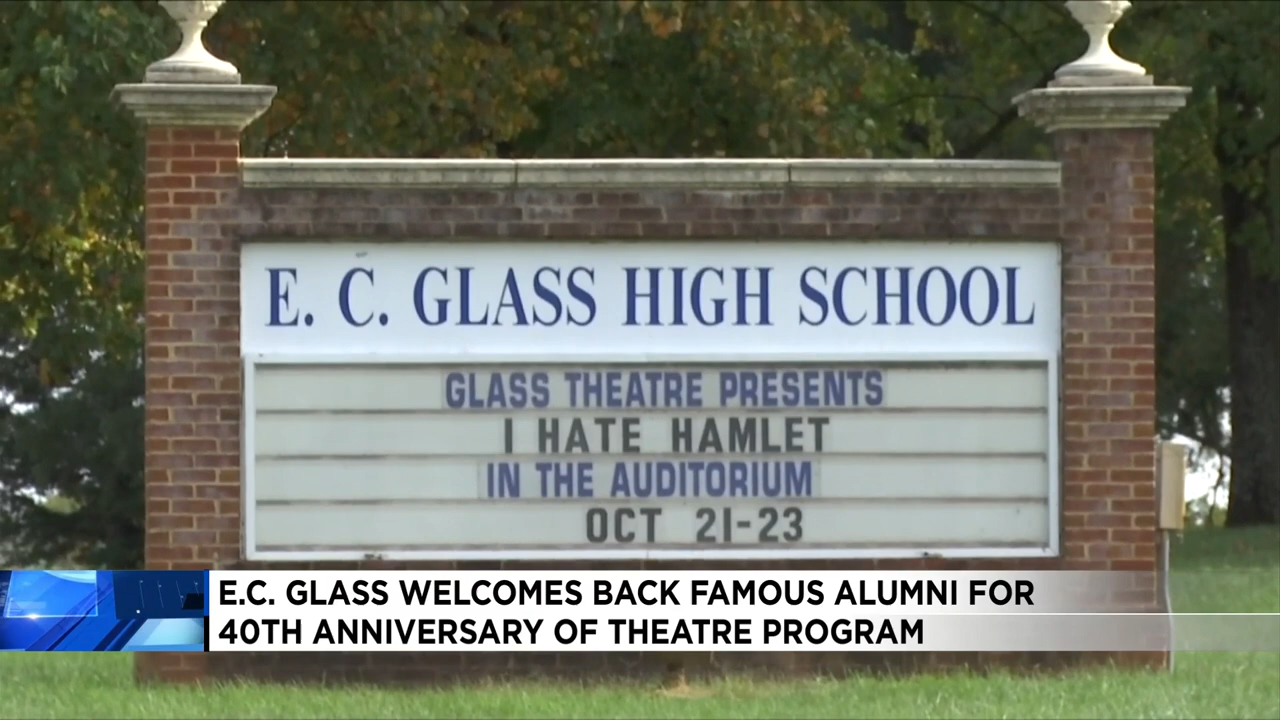 E. C. GLASS HIGH SCHOOL
GLASS THEATRE PRESENTS
I HATE HAMLET
IN THE AUDITORIUM
OCT 21-23
E.C. GLASS WELCOMES BACK FAMOUS ALUMNI FOR
40TH ANNIVERSARY OF THEATRE PROGRAM